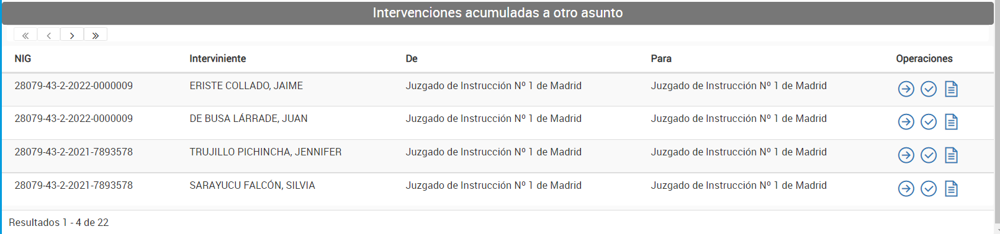 Intervenciones acumuladas a otro asunto
« ‹ › »
NIG Interviniente De Para Operaciones
28079-43-2-2022-0000009 ERISTE COLLADO, JAIME Juzgado de Instrucción Nº 1 de Madrid Juzgado de Instrucción Nº 1 de Madrid
28079-43-2-2022-0000009 DE BUSA LÁRRADE, JUAN Juzgado de Instrucción Nº 1 de Madrid Juzgado de Instrucción Nº 1 de Madrid
28079-43-2-2021-7893578 TRUJILLO PICHINCHA, JENNIFER Juzgado de Instrucción Nº 1 de Madrid Juzgado de Instrucción Nº 1 de Madrid
28079-43-2-2021-7893578 SARAYUCU FALCÓN, SILVIA Juzgado de Instrucción Nº 1 de Madrid Juzgado de Instrucción Nº 1 de Madrid
Resultados 1 - 4 de 22